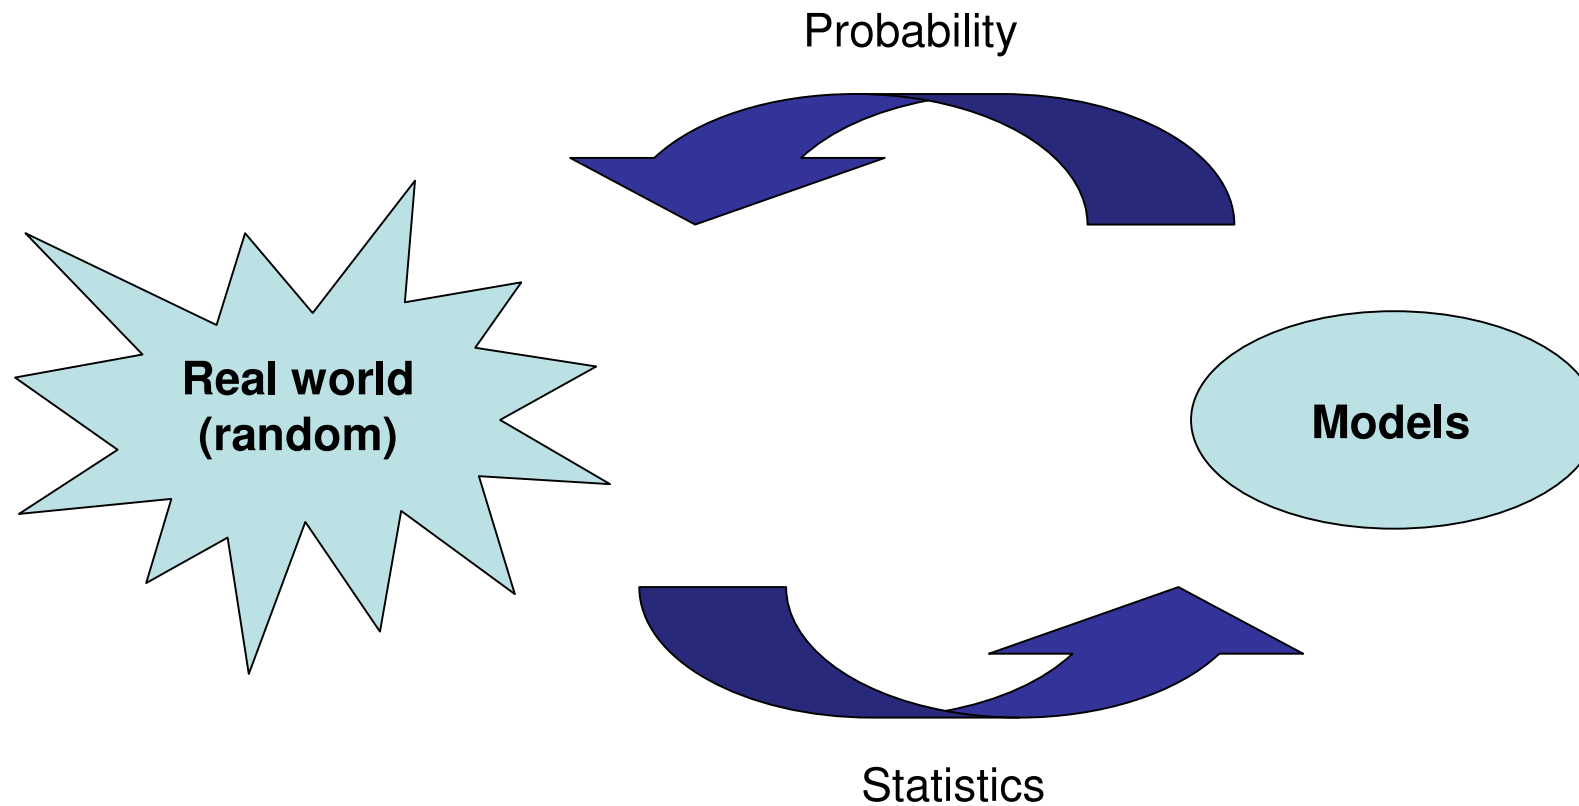 Probability
Real world
(random)
Models
Statistics